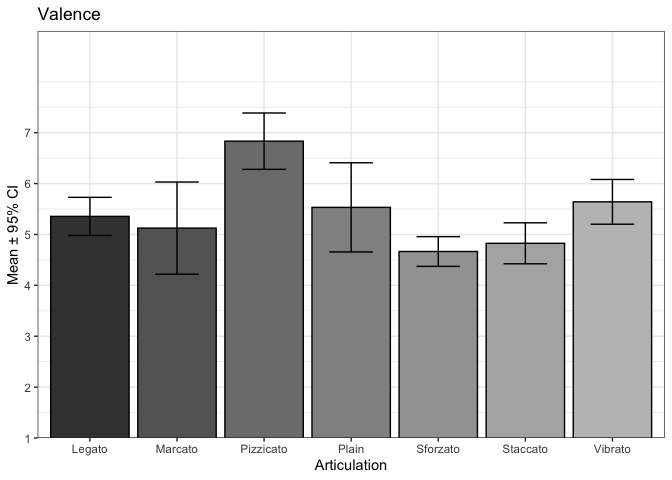 Valence
Mean ± 95% CI
7
6
5
4
3
2
1
Legato Marcato Pizzicato Plain Sforzato Staccato Vibrato
Articulation